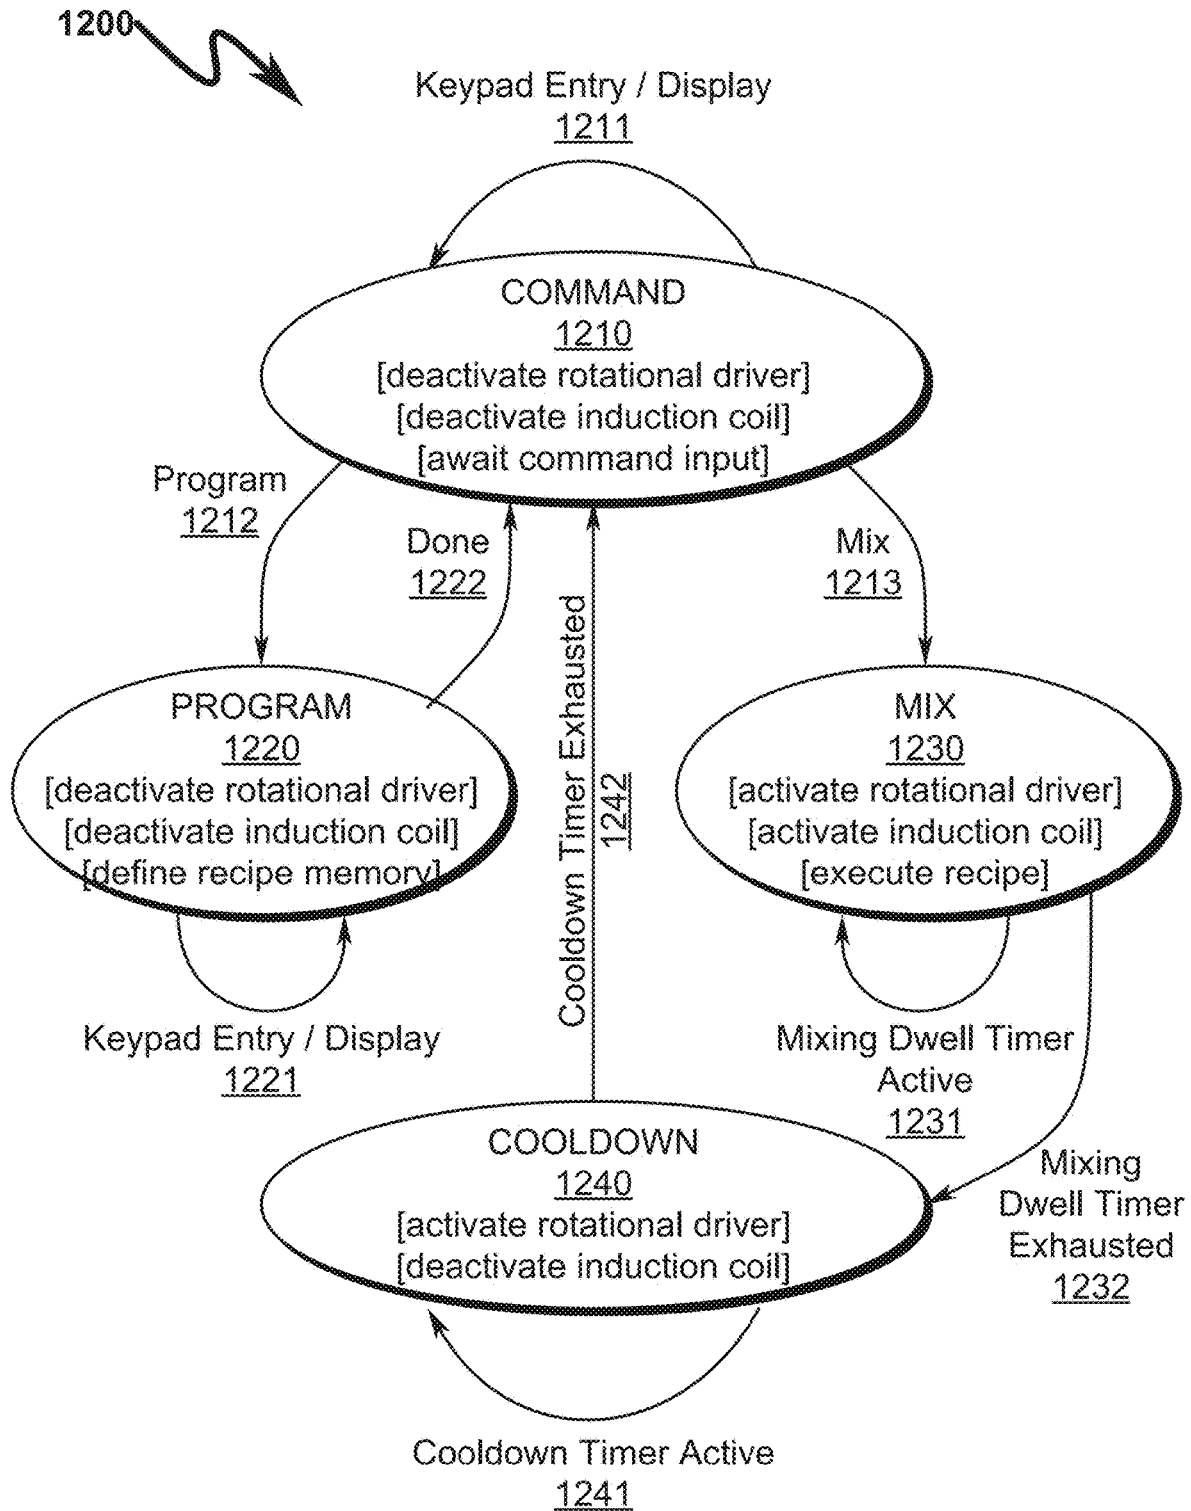 1200
Keypad Entry / Display
1211
COMMAND
1210
[deactivate rotational driver]
[deactivate induction coil]
[await command input]
Program
1212
Done
1222
Mix
1213
Cooldown Timer Exhausted
1242
PROGRAM
1220
[deactivate rotational driver]
[deactivate induction coil]
[define recipe memory]
MIX
1230
[activate rotational driver]
[activate induction coil]
[execute recipe]
Keypad Entry / Display
1221
Mixing Dwell Timer
Active
1231
COOLDOWN
1240
[activate rotational driver]
[deactivate induction coil]
Mixing
Dwell Timer
Exhausted
1232
Cooldown Timer Active
1241